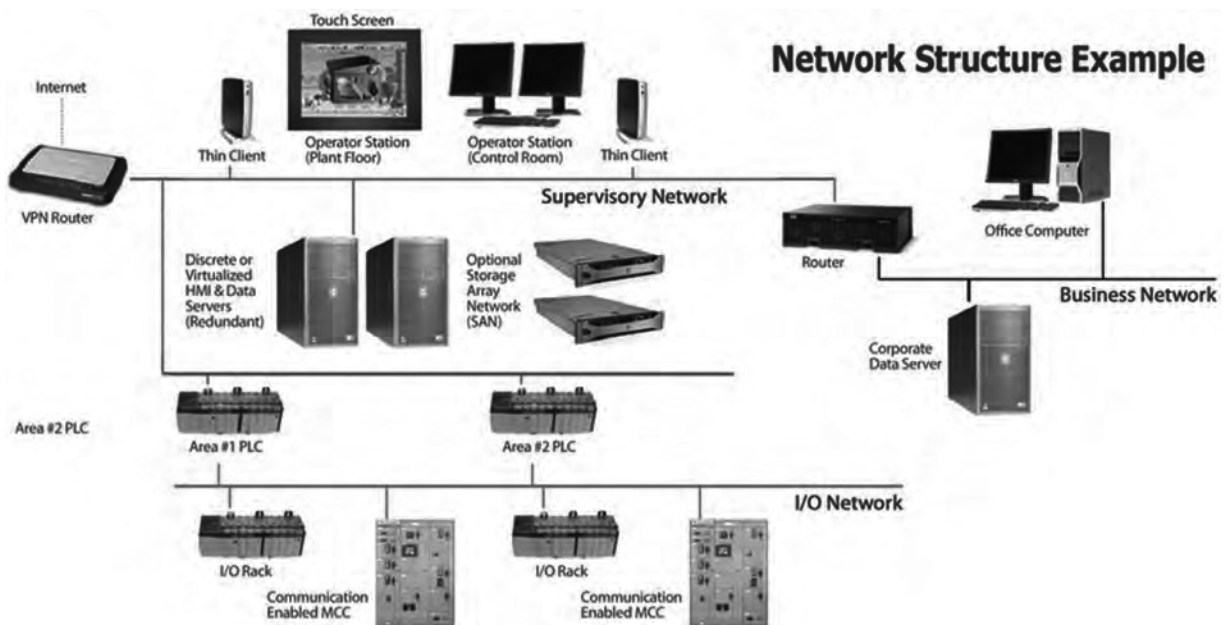 Touch Screen
Network Structure Example
Internet
Thin Client
Operator Station
(Plant Floor)
Operator Station
(Control Room)
Thin Client
VPN Router
Supervisory Network
Office Computer
Router
Discrete or
Virtualized
HMI & Data
Servers
(Redundant)
Optional
Storage
Array
Network
(SAN)
Business Network
Corporate
Data Server
Area #2 PLC
Area #1 PLC
Area #2 PLC
I/O Network
I/O Rack
I/O Rack
Communication
Enabled MCC
Communication
Enabled MCC